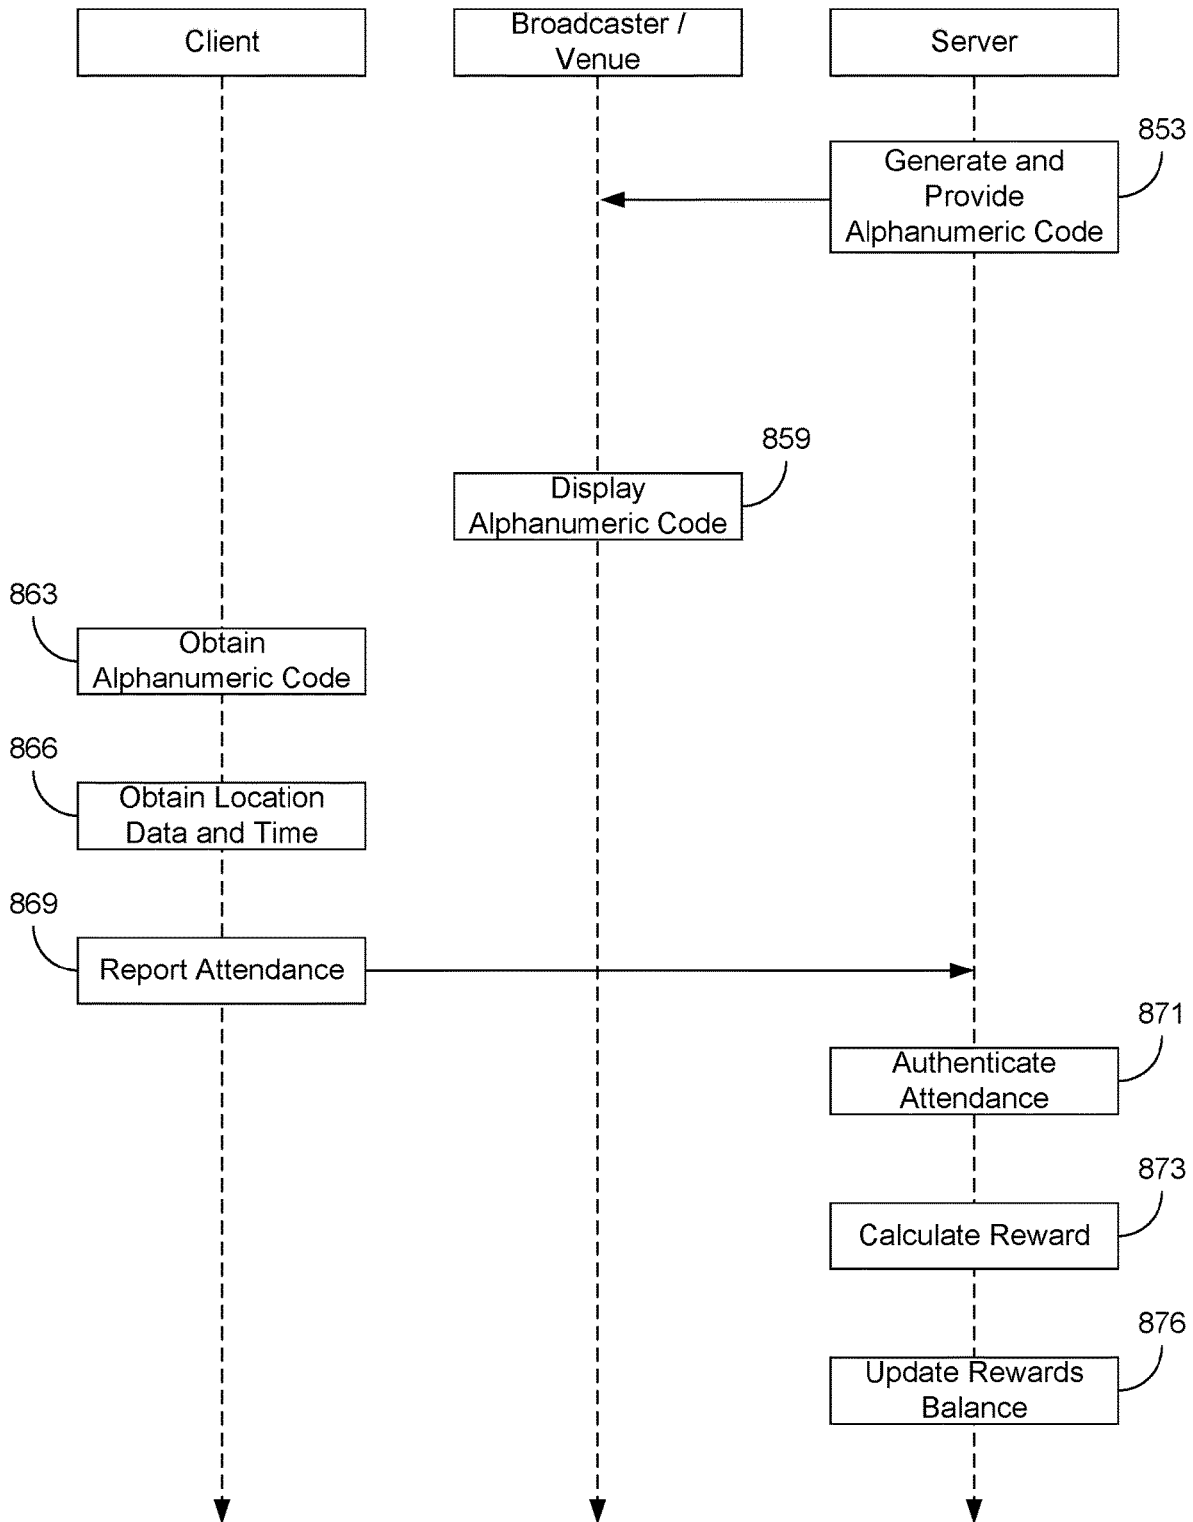 Client
Broadcaster /
Venue
Server
853
Generate and
Provide
Alphanumeric Code
859
Display
Alphanumeric Code
863
Obtain
Alphanumeric Code
866
Obtain Location
Data and Time
869
Report Attendance
871
Authenticate
Attendance
873
Calculate Reward
876
Update Rewards
Balance